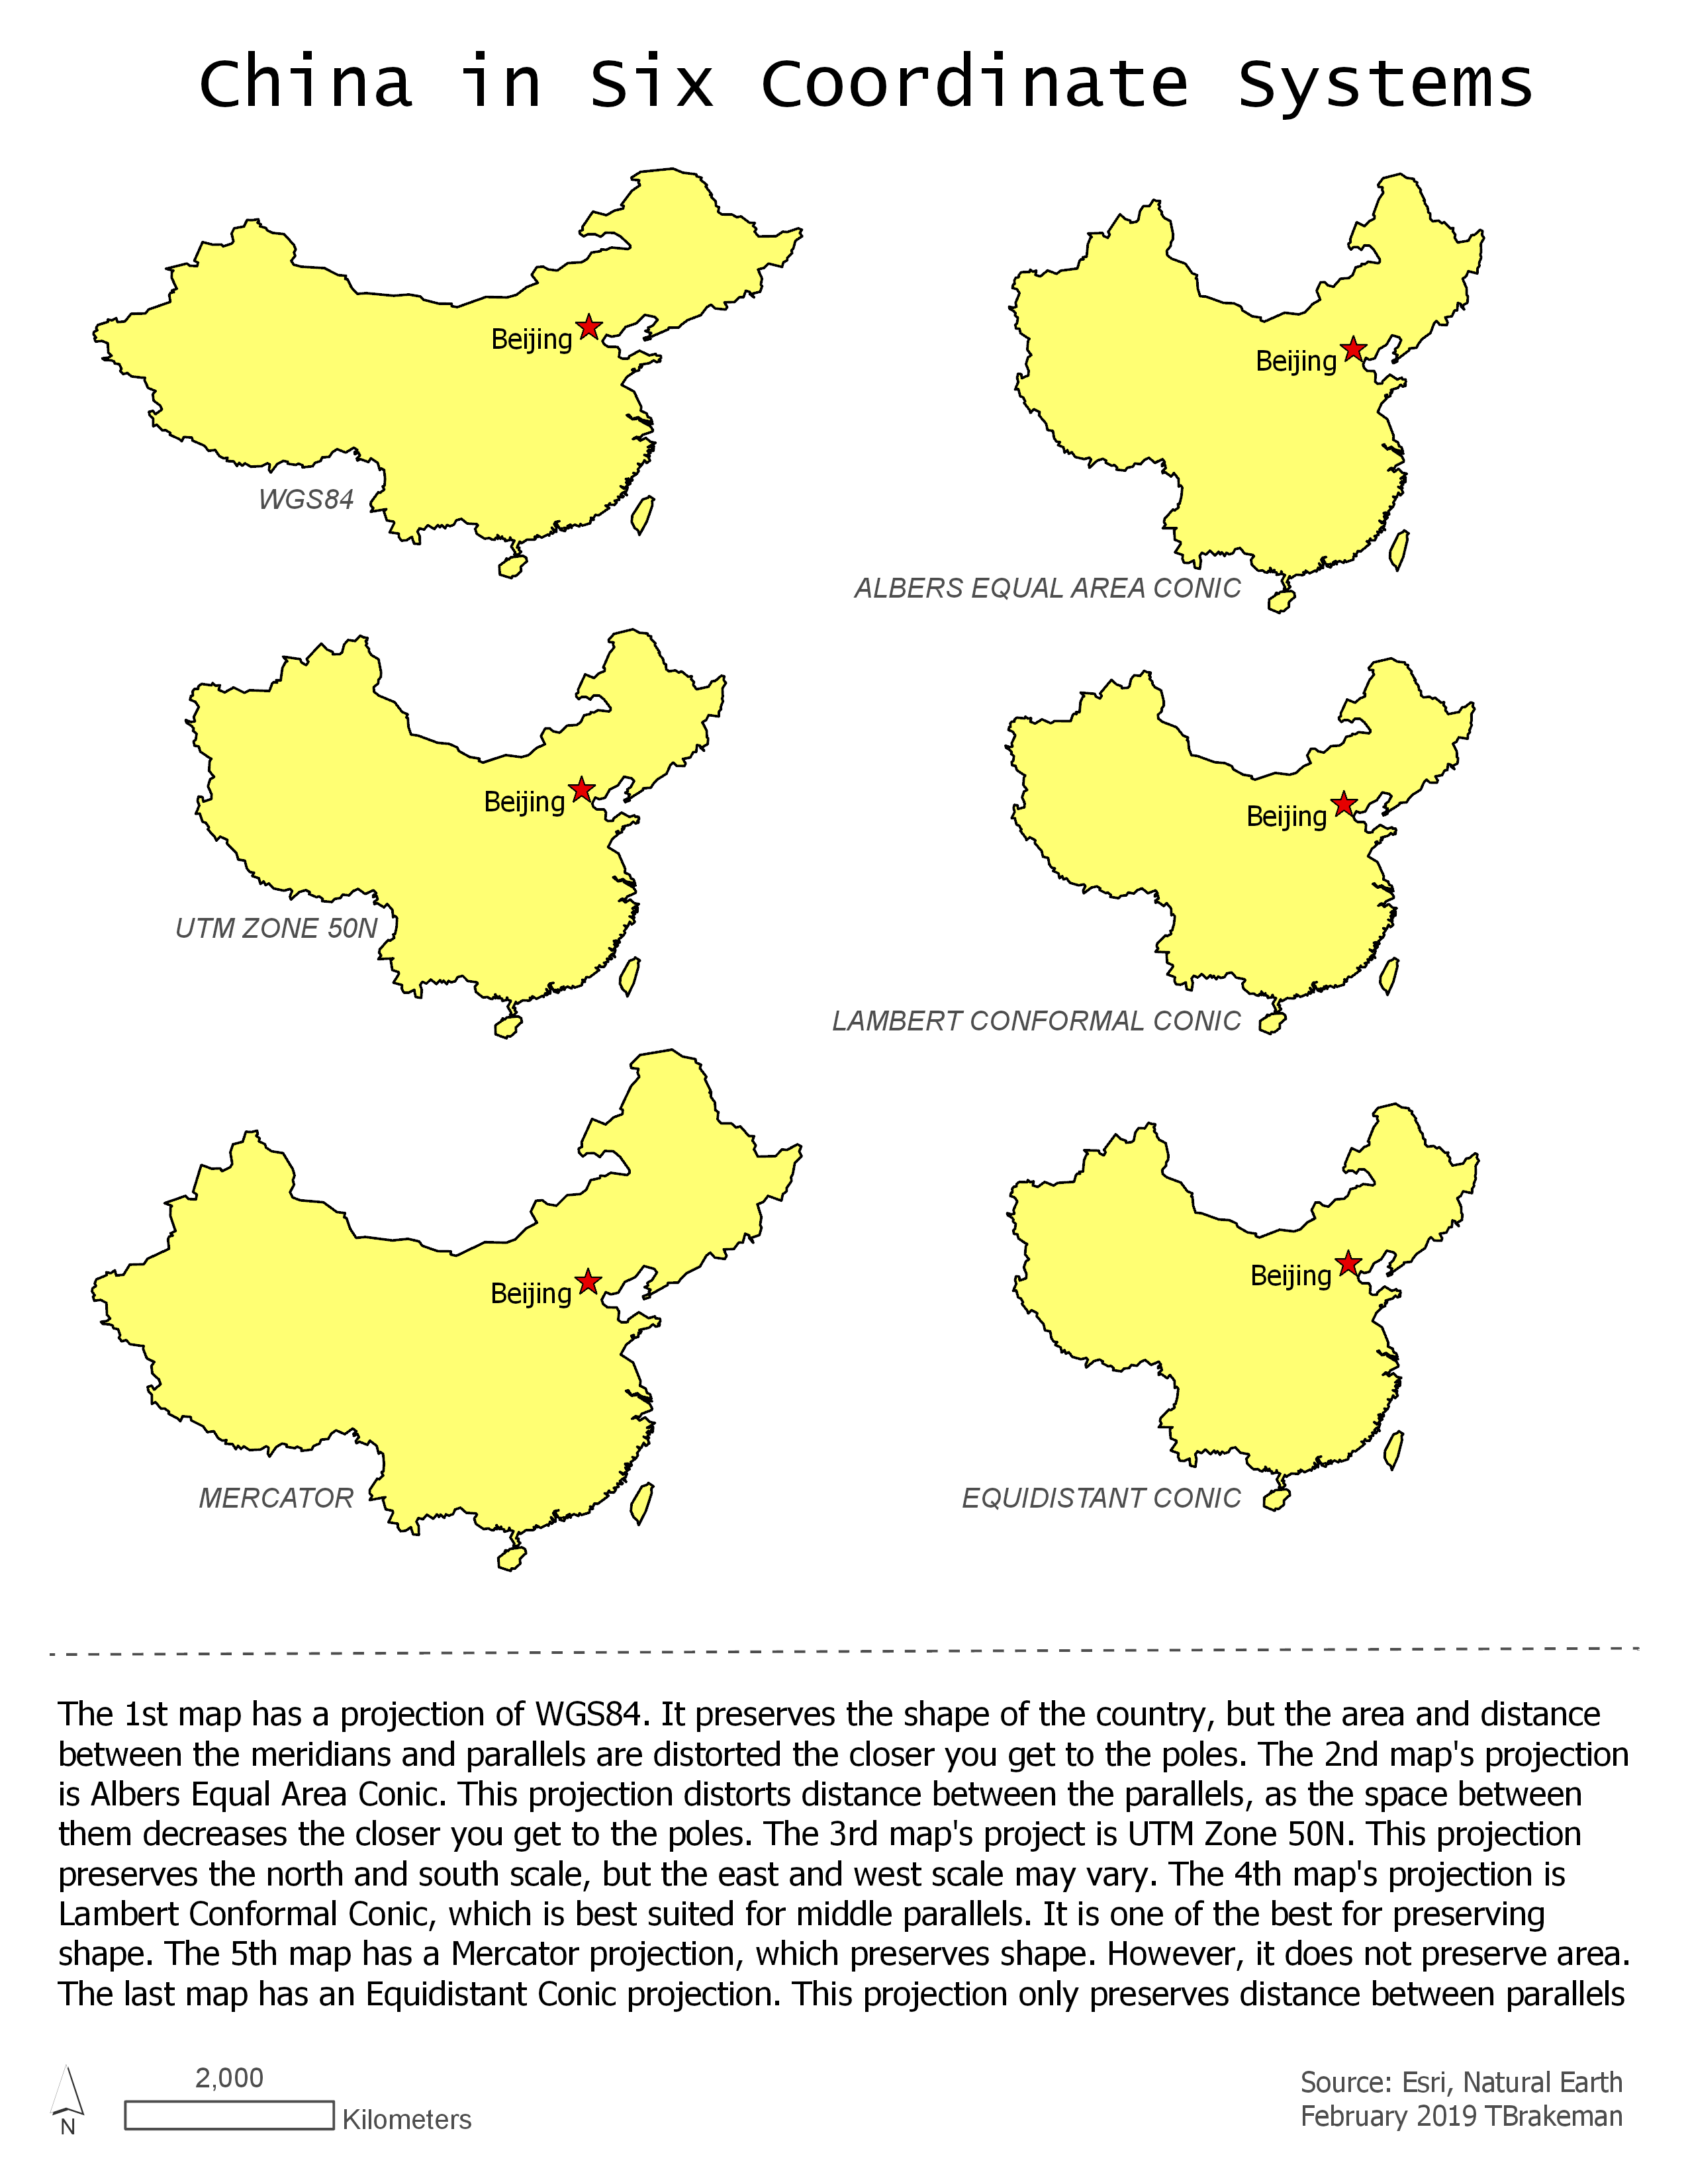 China in Six Coordinate Systems
Beijing
WGS84
Beijing
ALBERS EQUAL AREA CONIC
Beijing
UTM ZONE 50N
Beijing
LAMBERT CONFORMAL CONIC
Beijing
MERCATOR
Beijing
EQUIDISTANT CONIC
The 1st map has a projection of WGS84. It preserves the shape of the country, but the area and distance
between the meridians and parallels are distorted the closer you get to the poles. The 2nd map's projection
is Albers Equal Area Conic. This projection distorts distance between the parallels, as the space between
them decreases the closer you get to the poles. The 3rd map's project is UTM Zone 50N. This projection
preserves the north and south scale, but the east and west scale may vary. The 4th map's projection is
Lambert Conformal Conic, which is best suited for middle parallels. It is one of the best for preserving
shape. The 5th map has a Mercator projection, which preserves shape. However, it does not preserve area.
The last map has an Equidistant Conic projection. This projection only preserves distance between parallels
N
2,000
Kilometers
Source: Esri, Natural Earth
February 2019 TBrakeman